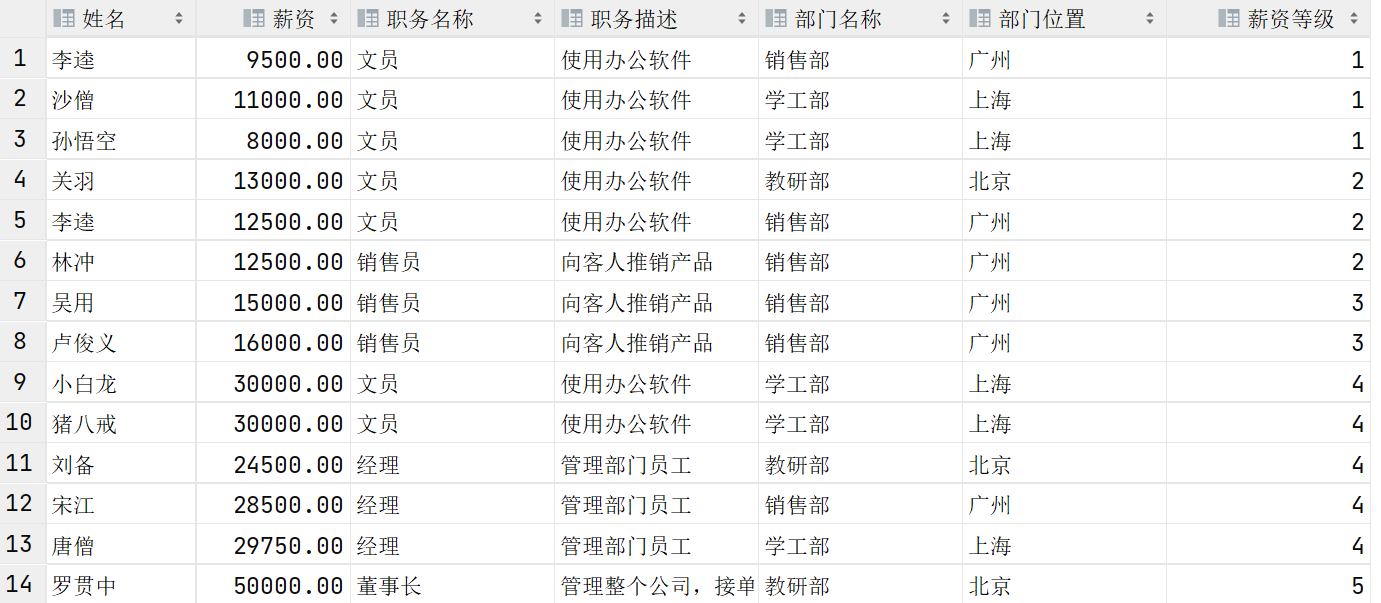 姓名 薪资 职务名称 职务描述 部门名称 部门位置 薪资等级
1 李逵 9500.00 文员 使用办公软件 销售部 广州 1
2 沙僧 11000.00 文员 使用办公软件 学工部 上海 1
3 孙悟空 8000.00 文员 使用办公软件 学工部 上海 1
4 关羽 13000.00 文员 使用办公软件 教研部 北京 2
5 李逵 12500.00 文员 使用办公软件 销售部 广州 2
6 林冲 12500.00 销售员 向客人推销产品 销售部 广州 2
7 吴用 15000.00 销售员 向客人推销产品 销售部 广州 3
8 卢俊义 16000.00 销售员 向客人推销产品 销售部 广州 3
9 小白龙 30000.00 文员 使用办公软件 学工部 上海 4
10 猪八戒 30000.00 文员 使用办公软件 学工部 上海 4
11 刘备 24500.00 经理 管理部门员工 教研部 北京 4
12 宋江 28500.00 经理 管理部门员工 销售部 广州 4
13 唐僧 29750.00 经理 管理部门员工 学工部 上海 4
14 罗贯中 50000.00 董事长 管理整个公司，接单 教研部 北京 5